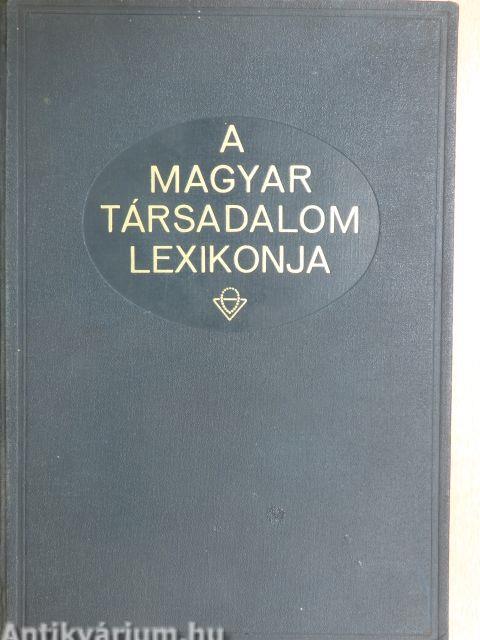 A
MAGYAR
TÁRSADALOM
LEXIKONJA
Antikvárium.hu